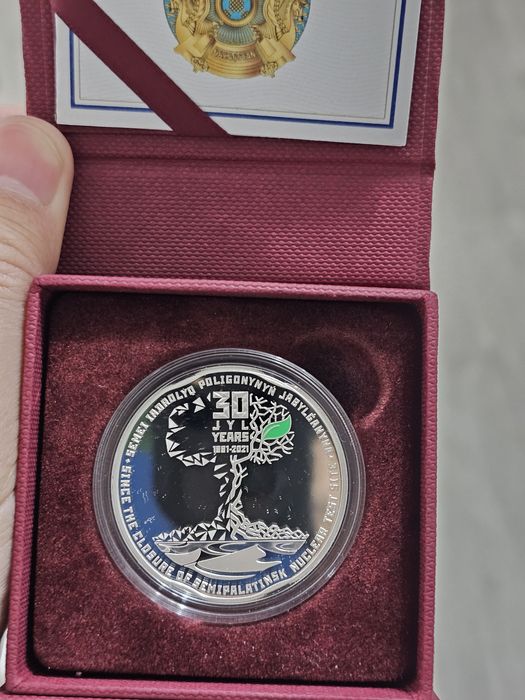 SEMEI IADROLYQ POLIGONYNYŃ JABYLǴANYNA
30
JYL
YEARS
1991-2021
SINCE THE CLOSURE OF SEMIPALATINSK NUCLEAR TEST SITE